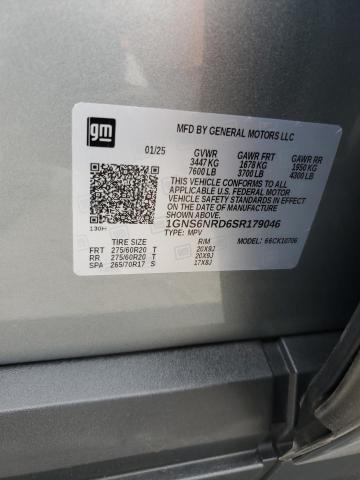 gm
MFD BY GENERAL MOTORS LLC
01/25 GVWR GAWR FRT GAWR RR
3447 KG 1678 KG 1950 KG
7600 LB 3700 LB 4300 LB
THIS VEHICLE CONFORMS TO ALL
APPLICABLE U.S. FEDERAL MOTOR
VEHICLE SAFETY STANDARDS IN EFFECT
ON THE DATE OF MANUFACTURE
SHOWN ABOVE.
1GNS6NRD6SR179046
130H TYPE: MPV MODEL: 66CK10706
TIRE SIZE RIM
FRT 275/60R20 T 20X9J
RR 275/60R20 T 20X9J
SPA 265/70R17 S 17X8J